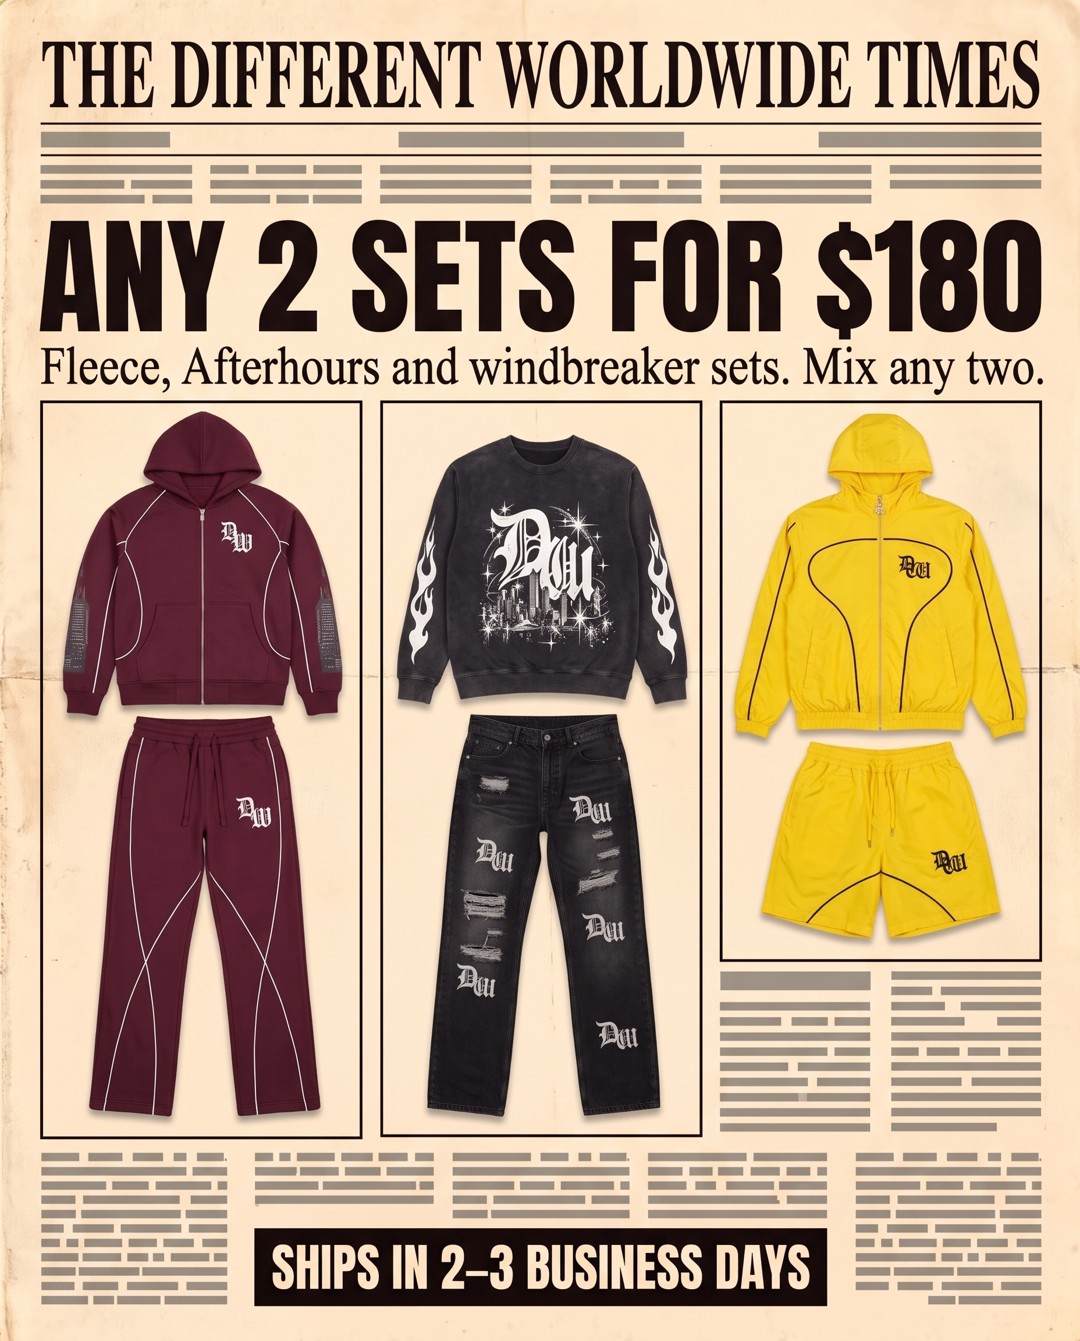 THE DIFFERENT WORLDWIDE TIMES
ANY 2 SETS FOR $180
Fleece, Afterhours and windbreaker sets. Mix any two.
DW
DW
DW
DW
DW
DW
DW
DW
DW
DW
SHIPS IN 2–3 BUSINESS DAYS